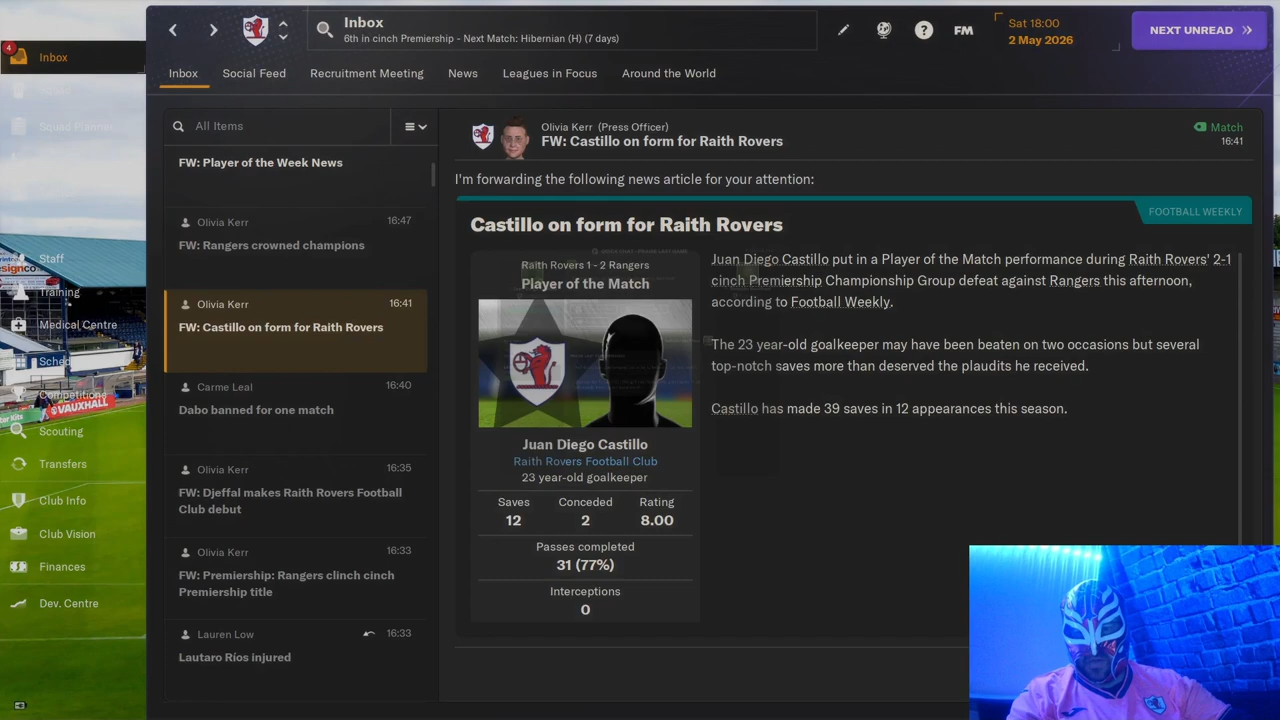 Inbox
6th in cinch Premiership - Next Match: Hibernian (H) (7 days)
FM
Sat 18:00
2 May 2026
NEXT UNREAD
4
Inbox
Squad Planner
Staff
Training
Medical Centre
Sched
Competitions
VAUXHALL
Scouting
Transfers
Club Info
Club Vision
Finances
Dev. Centre
Inbox
Social Feed
Recruitment Meeting
News
Leagues in Focus
Around the World
All Items
FW: Player of the Week News
Olivia Kerr 16:47
FW: Rangers crowned champions
Olivia Kerr 16:41
FW: Castillo on form for Raith Rovers
Carme Leal 16:40
Dabo banned for one match
Olivia Kerr 16:35
FW: Djeffal makes Raith Rovers Football
Club debut
Olivia Kerr 16:33
FW: Premiership: Rangers clinch cinch
Premiership title
Lauren Low 16:33
Lautaro Ríos injured
Olivia Kerr (Press Officer)
FW: Castillo on form for Raith Rovers
Match
16:41
I'm forwarding the following news article for your attention:
FOOTBALL WEEKLY
Castillo on form for Raith Rovers
Raith Rovers 1 - 2 Rangers
Player of the Match
Juan Diego Castillo
Raith Rovers Football Club
23 year-old goalkeeper
Saves Conceded Rating
12 2 8.00
Passes completed
31 (77%)
Interceptions
0
Juan Diego Castillo put in a Player of the Match performance during Raith Rovers' 2-1
cinch Premiership Championship Group defeat against Rangers this afternoon,
according to Football Weekly.
The 23 year-old goalkeeper may have been beaten on two occasions but several
top-notch saves more than deserved the plaudits he received.
Castillo has made 39 saves in 12 appearances this season.